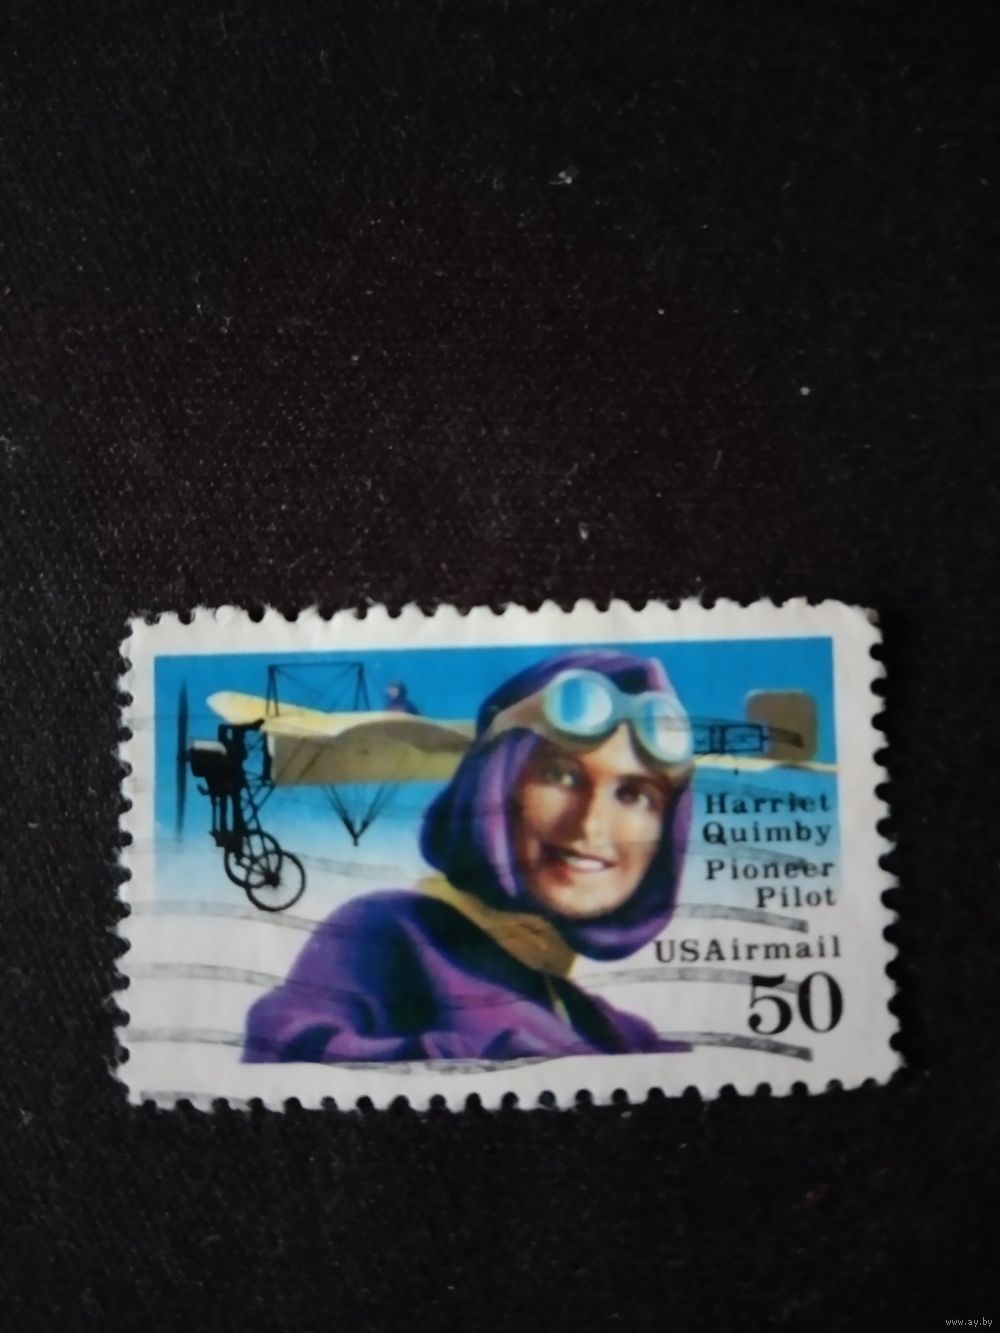 Harriet
Quimby
Pioneer
Pilot
USAirmail
50
www.ay.by